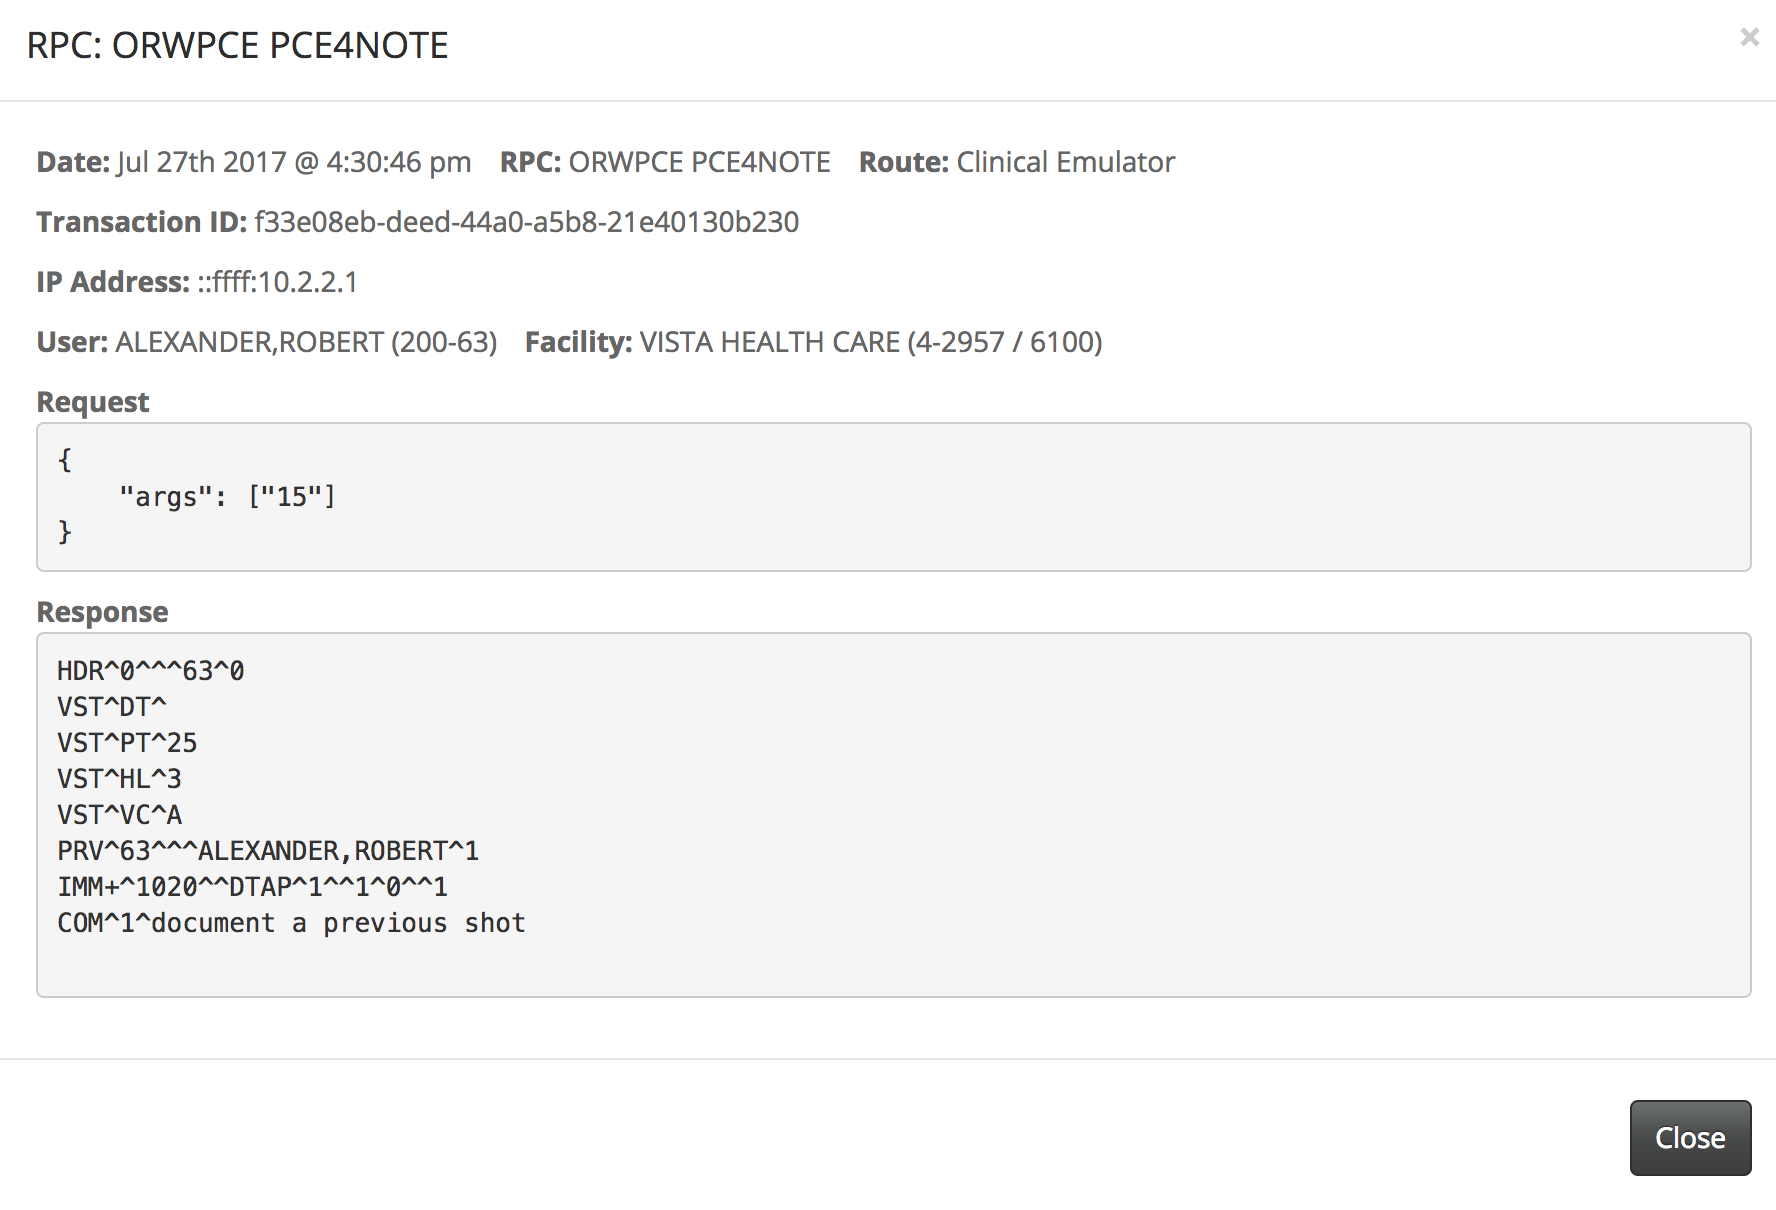 RPC: ORWPCE PCE4NOTE
×
Date: Jul 27th 2017 @ 4:30:46 pm RPC: ORWPCE PCE4NOTE Route: Clinical Emulator
Transaction ID: f33e08eb-deed-44a0-a5b8-21e40130b230
IP Address: ::ffff:10.2.2.1
User: ALEXANDER,ROBERT (200-63) Facility: VISTA HEALTH CARE (4-2957 / 6100)
Request
{
    "args": ["15"]
}
Response
HDR^0^^^63^0
VST^DT^
VST^PT^25
VST^HL^3
VST^VC^A
PRV^63^^^ALEXANDER,ROBERT^1
IMM+^1020^^DTAP^1^^1^0^^1
COM^1^document a previous shot
Close